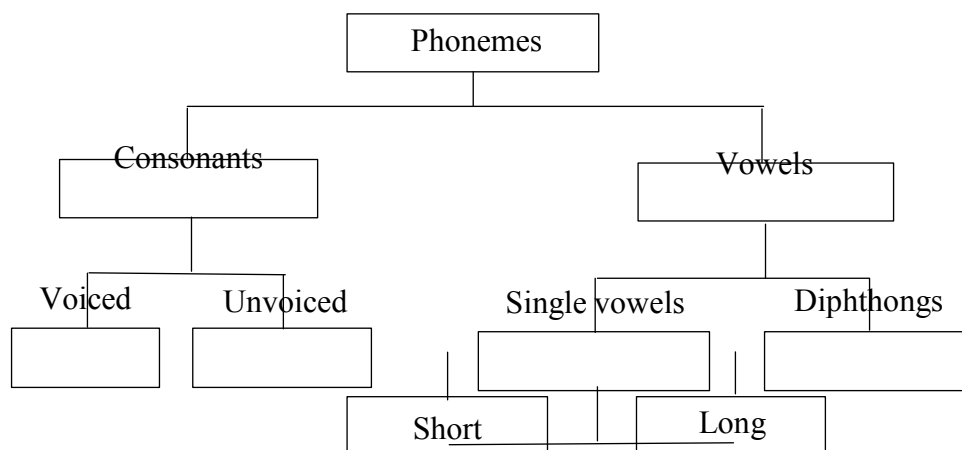 Phonemes
Consonants
Vowels
Voiced
Unvoiced
Single vowels
Diphthongs
Short
Long